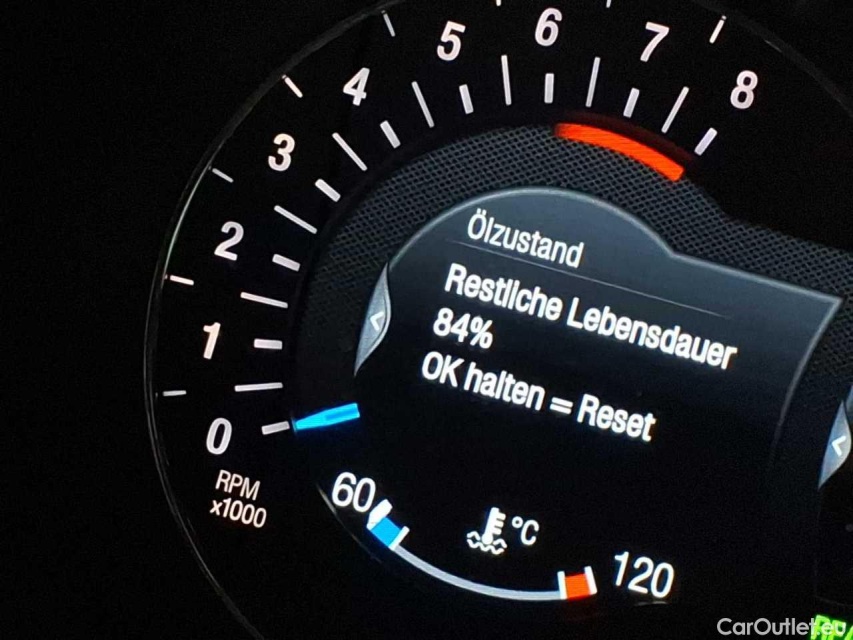 8
7
6
5
4
3
2
1
0
RPM
x1000
Ölzustand
Restliche Lebensdauer
84%
OK halten = Reset
60
°C
120
CarOutlet.eu